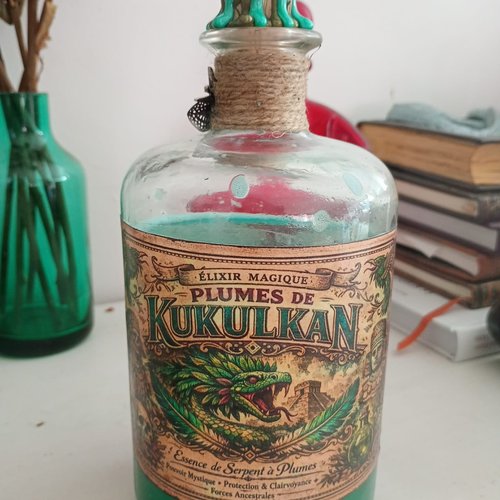 ÉLIXIR MAGIQUE
PLUMES DE
KUKULKAN
Essence de Serpent à Plumes
Pouvoir Mystique • Protection & Clairvoyance •
Forces Ancestrales